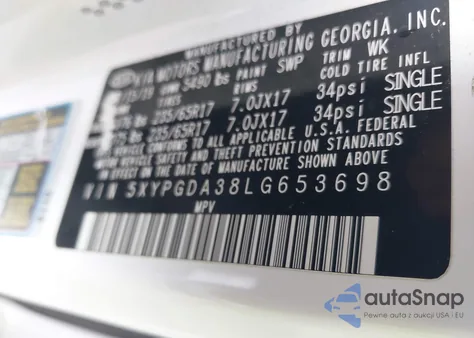 MANUFACTURED BY
KIA MOTORS MANUFACTURING GEORGIA, INC.
GVWR 5490 lbs PAINT SWP TRIM WK
TIRES RIMS COLD TIRE INFL
lbs 235/65R17 7.0JX17 34psi SINGLE
lbs 235/65R17 7.0JX17 34psi SINGLE
CONFORMS TO ALL APPLICABLE U.S.A. FEDERAL
MOTOR VEHICLE SAFETY AND THEFT PREVENTION STANDARDS
IN EFFECT ON THE DATE OF MANUFACTURE SHOWN ABOVE
VIN 5XYPGDA38LG653698
MPV
autaSnap
Pewne auta z aukcji USA i EU